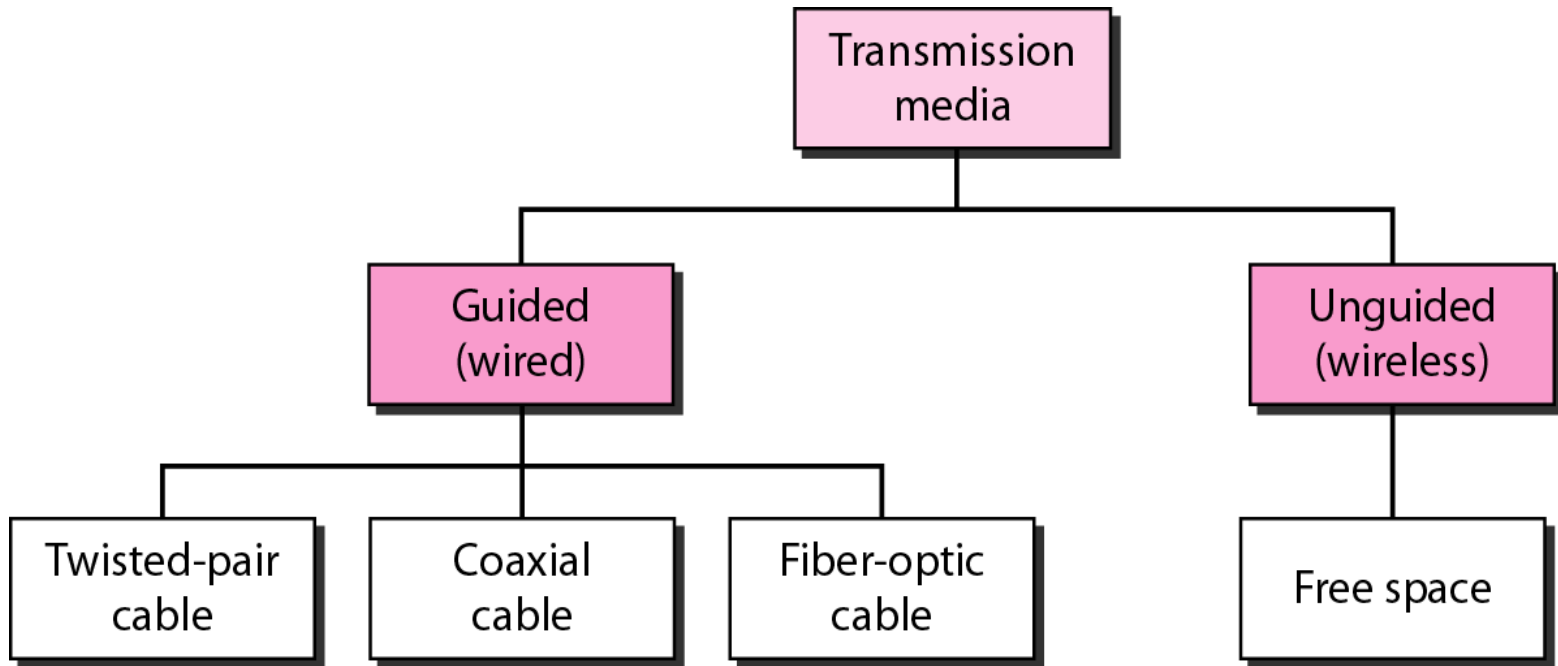 Transmission
media
Guided
(wired)
Unguided
(wireless)
Twisted-pair
cable
Coaxial
cable
Fiber-optic
cable
Free space